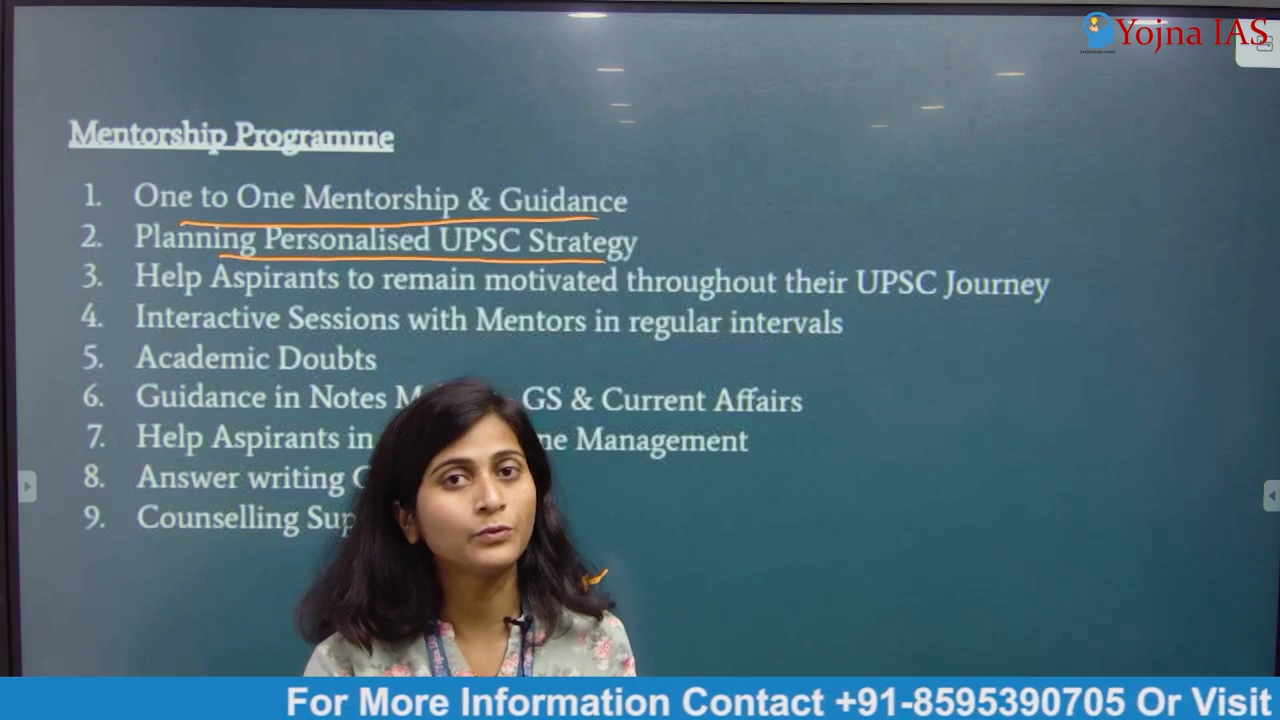 Yojna IAS
yojnaias.com
Mentorship Programme
1. One to One Mentorship & Guidance
2. Planning Personalised UPSC Strategy
3. Help Aspirants to remain motivated throughout their UPSC Journey
4. Interactive Sessions with Mentors in regular intervals
5. Academic Doubts
6. Guidance in Notes GS & Current Affairs
7. Help Aspirants in Management
8. Answer writing
9. Counselling
For More Information Contact +91-8595390705 Or Visit